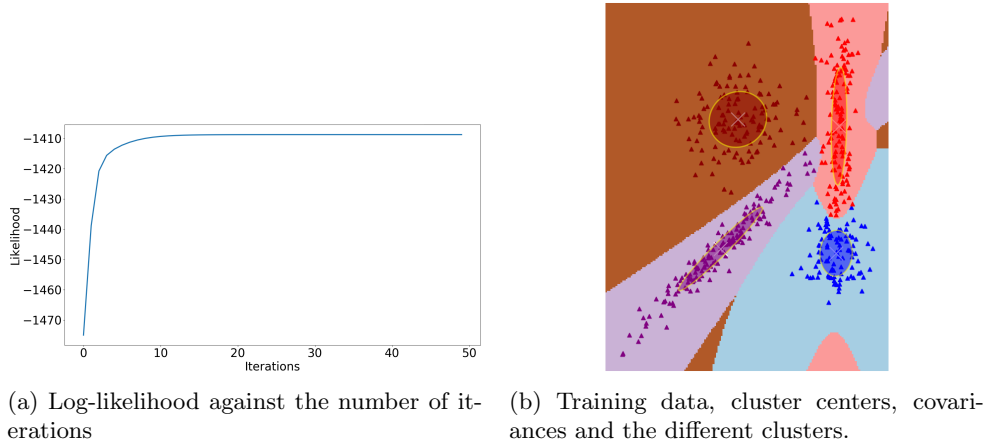 −1410
−1420
−1430
−1440
−1450
−1460
−1470
Likelihood
0 10 20 30 40 50
Iterations
(a) Log-likelihood against the number of it-
erations
(b) Training data, cluster centers, covari-
ances and the different clusters.